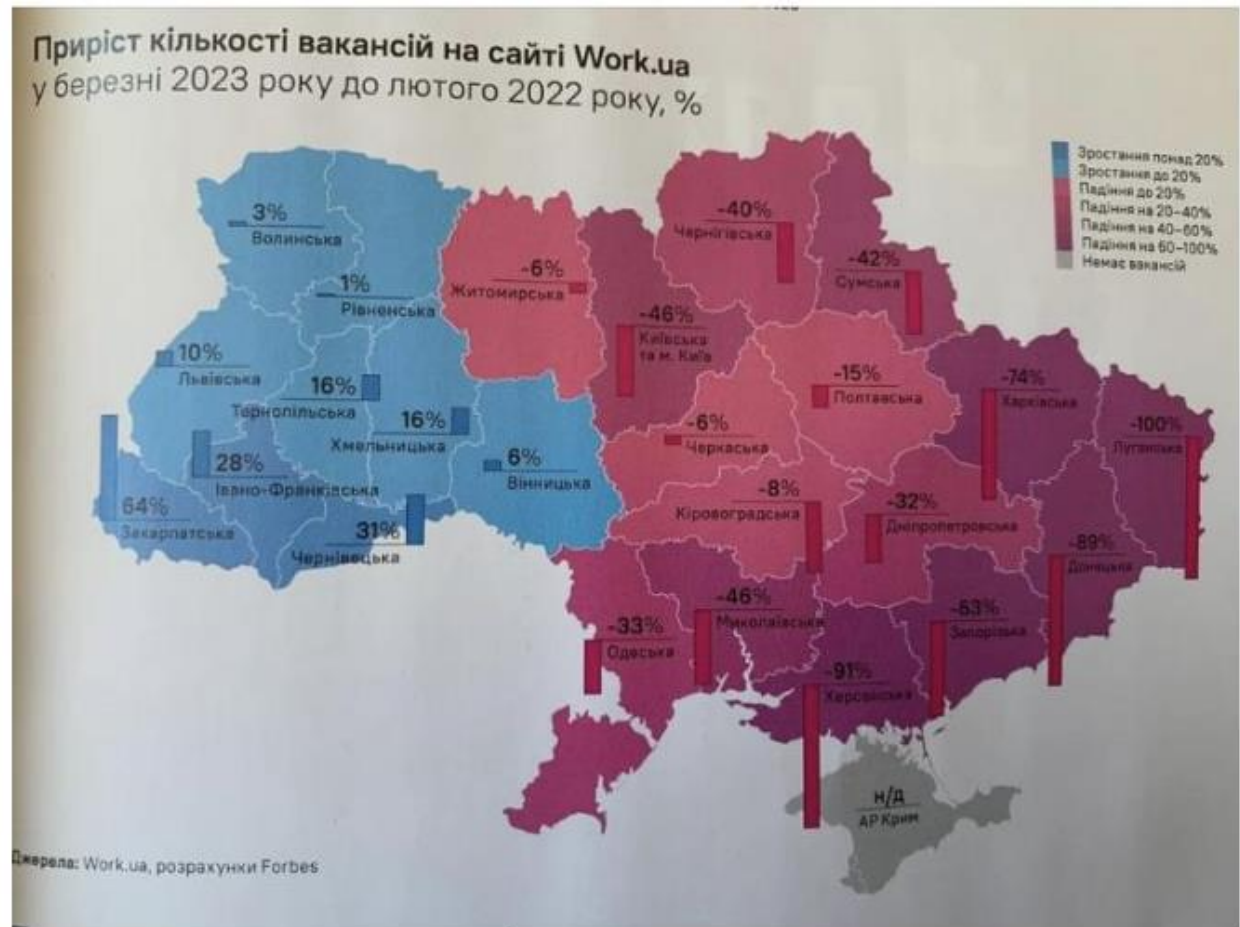 Приріст кількості вакансій на сайті Work.ua
у березні 2023 року до лютого 2022 року, %
Зростання понад 20%
Зростання до 20%
Падіння до 20%
Падіння на 20–40%
Падіння на 40–60%
Падіння на 60–100%
Немає вакансій
3%
Волинська
1%
Рівненська
-6%
Житомирська
-40%
Чернігівська
-42%
Сумська
-46%
Київська
та м. Київ
10%
Львівська
16%
Тернопільська
16%
Хмельницька
6%
Вінницька
-6%
Черкаська
-15%
Полтавська
-74%
Харківська
-100%
Луганська
28%
Івано-Франківська
64%
Закарпатська
31%
Чернівецька
-8%
Кіровоградська
-32%
Дніпропетровська
-89%
Донецька
-33%
Одеська
-46%
Миколаївська
Запорізька
-91%
Херсонська
н/д
АР Крим
Джерела: Work.ua, розрахунки Forbes